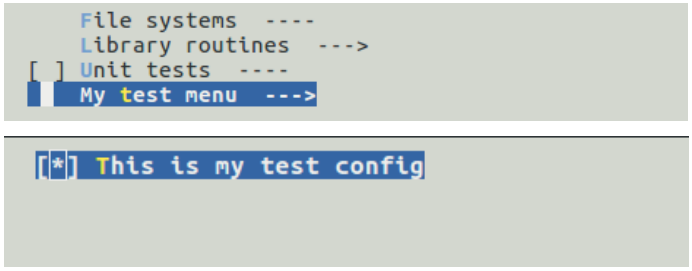 File systems  ----
Library routines  --->
[ ] Unit tests  ----
My test menu  --->
[*] This is my test config